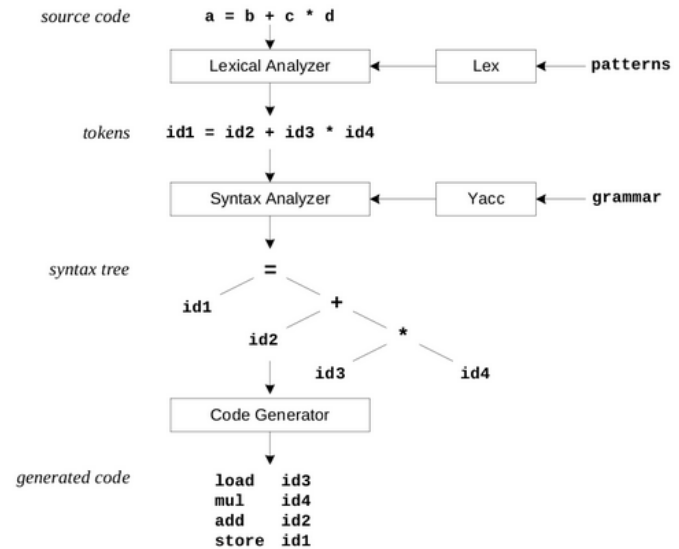 source code a = b + c * d
Lexical Analyzer Lex patterns
tokens id1 = id2 + id3 * id4
Syntax Analyzer Yacc grammar
syntax tree =
id1 +
id2 *
id3 id4
Code Generator
generated code load id3
mul id4
add id2
store id1